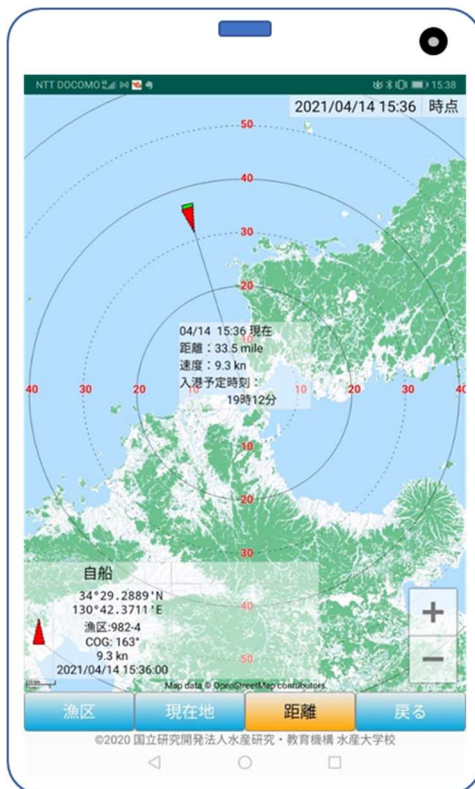 NTT DOCOMO
15:38
2021/04/14 15:36 時点
50
40
30
20
10
04/14 15:36 現在
距離：33.5 mile
速度：9.3 kn
入港予定時刻：
19時12分
40 30 20 10 20 30 40
10
20
30
40
50
自船
34°29.2889'N
130°42.3711'E
漁区:982-4
COG: 163°
9.3 kn
2021/04/14 15:36:00
+
−
Map data © OpenStreetMap contributors
漁区 現在地 距離 戻る
©2020 国立研究開発法人水産研究・教育機構 水産大学校